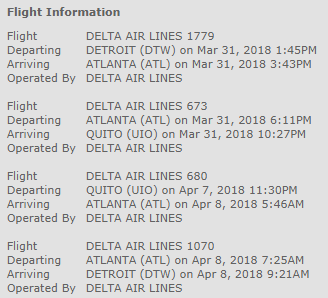 Flight Information
Flight DELTA AIR LINES 1779
Departing DETROIT (DTW) on Mar 31, 2018 1:45PM
Arriving ATLANTA (ATL) on Mar 31, 2018 3:43PM
Operated By DELTA AIR LINES
Flight DELTA AIR LINES 673
Departing ATLANTA (ATL) on Mar 31, 2018 6:11PM
Arriving QUITO (UIO) on Mar 31, 2018 10:27PM
Operated By DELTA AIR LINES
Flight DELTA AIR LINES 680
Departing QUITO (UIO) on Apr 7, 2018 11:30PM
Arriving ATLANTA (ATL) on Apr 8, 2018 5:46AM
Operated By DELTA AIR LINES
Flight DELTA AIR LINES 1070
Departing ATLANTA (ATL) on Apr 8, 2018 7:25AM
Arriving DETROIT (DTW) on Apr 8, 2018 9:21AM
Operated By DELTA AIR LINES